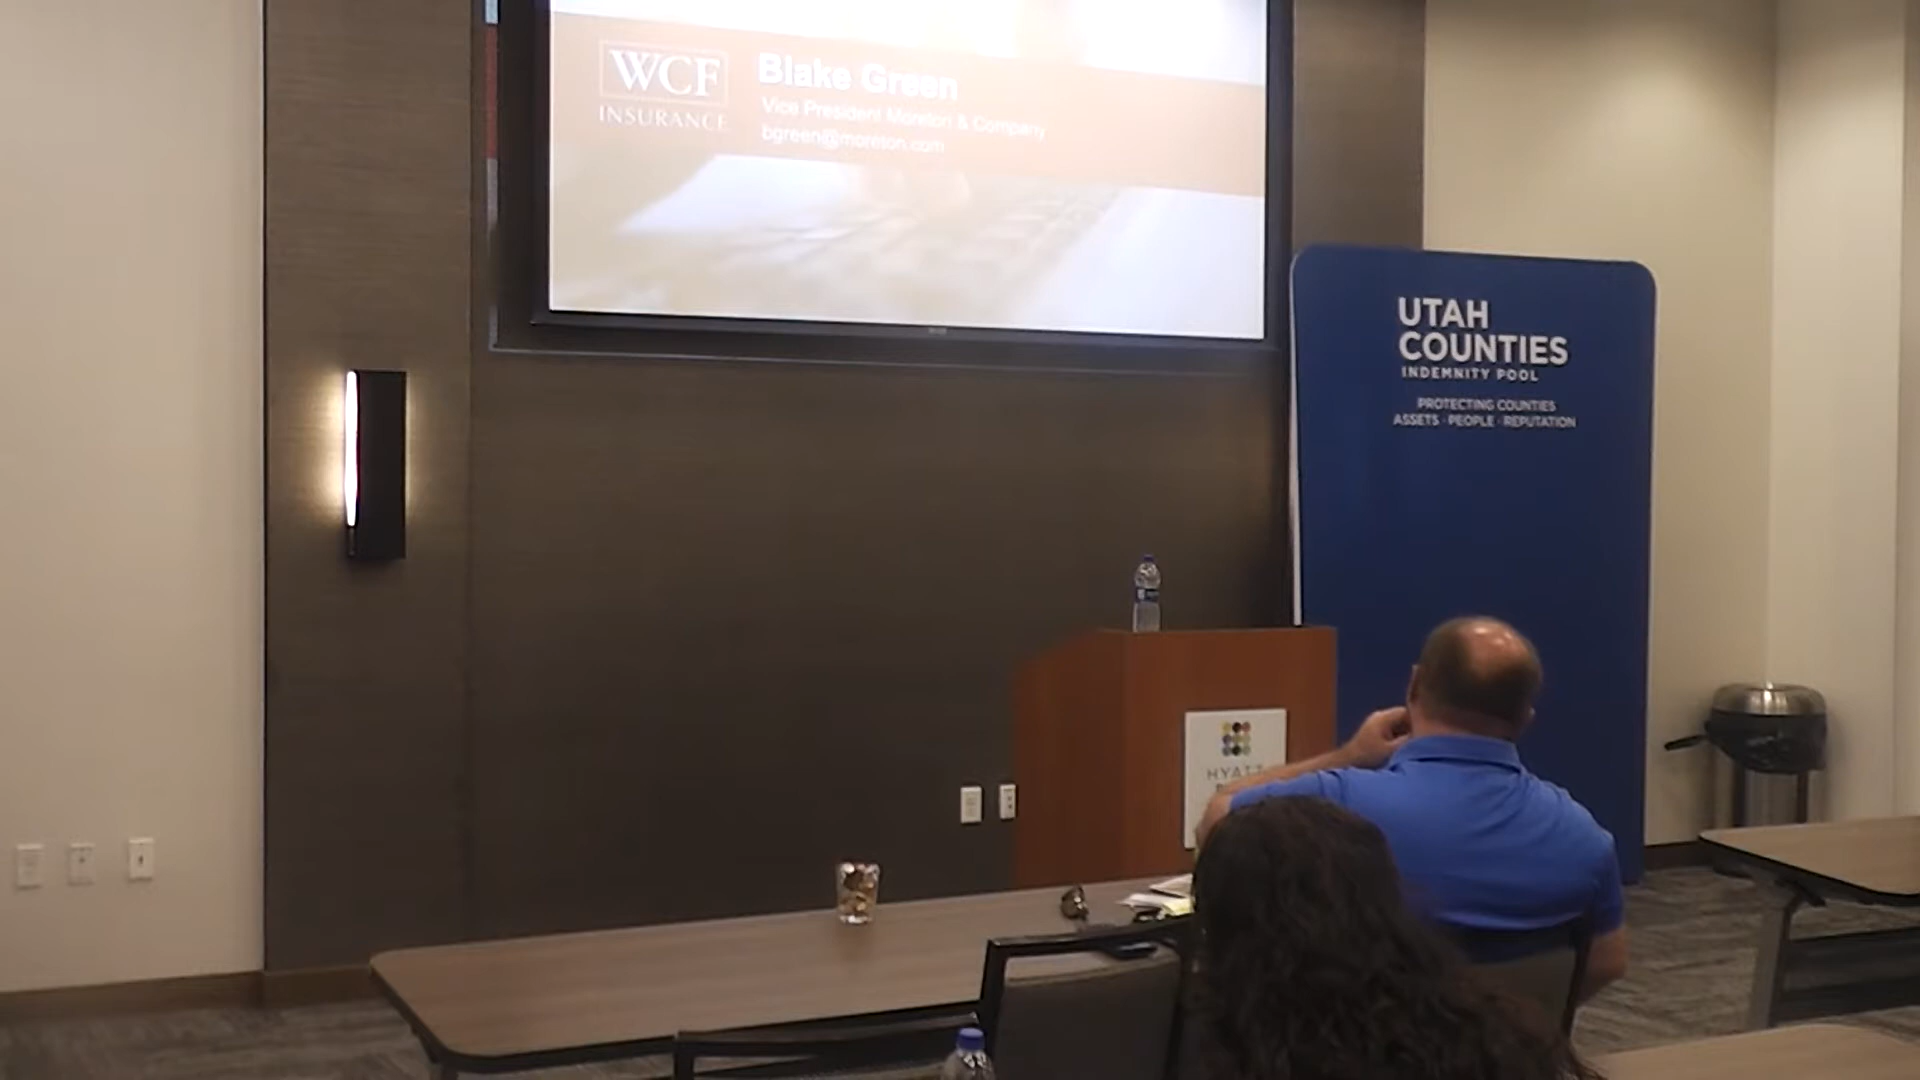 WCF
INSURANCE
Blake Green
Vice President Moreton & Company
bgreen@moreton.com
UTAH
COUNTIES
INDEMNITY POOL
PROTECTING COUNTIES
ASSETS · PEOPLE · REPUTATION
HYATT